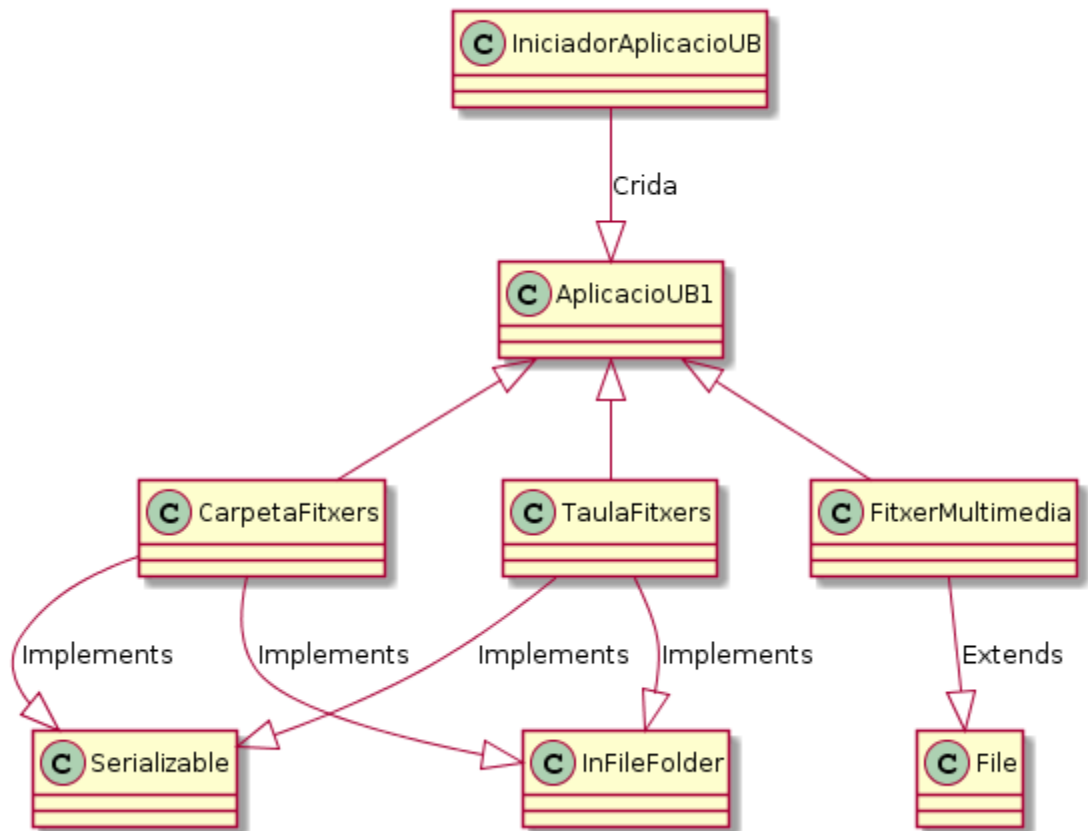 C IniciadorAplicacioUB
Crida
C AplicacioUB1
C CarpetaFitxers
C TaulaFitxers
C FitxerMultimedia
Implements
Implements
Implements
Implements
Extends
C Serializable
C InFileFolder
C File